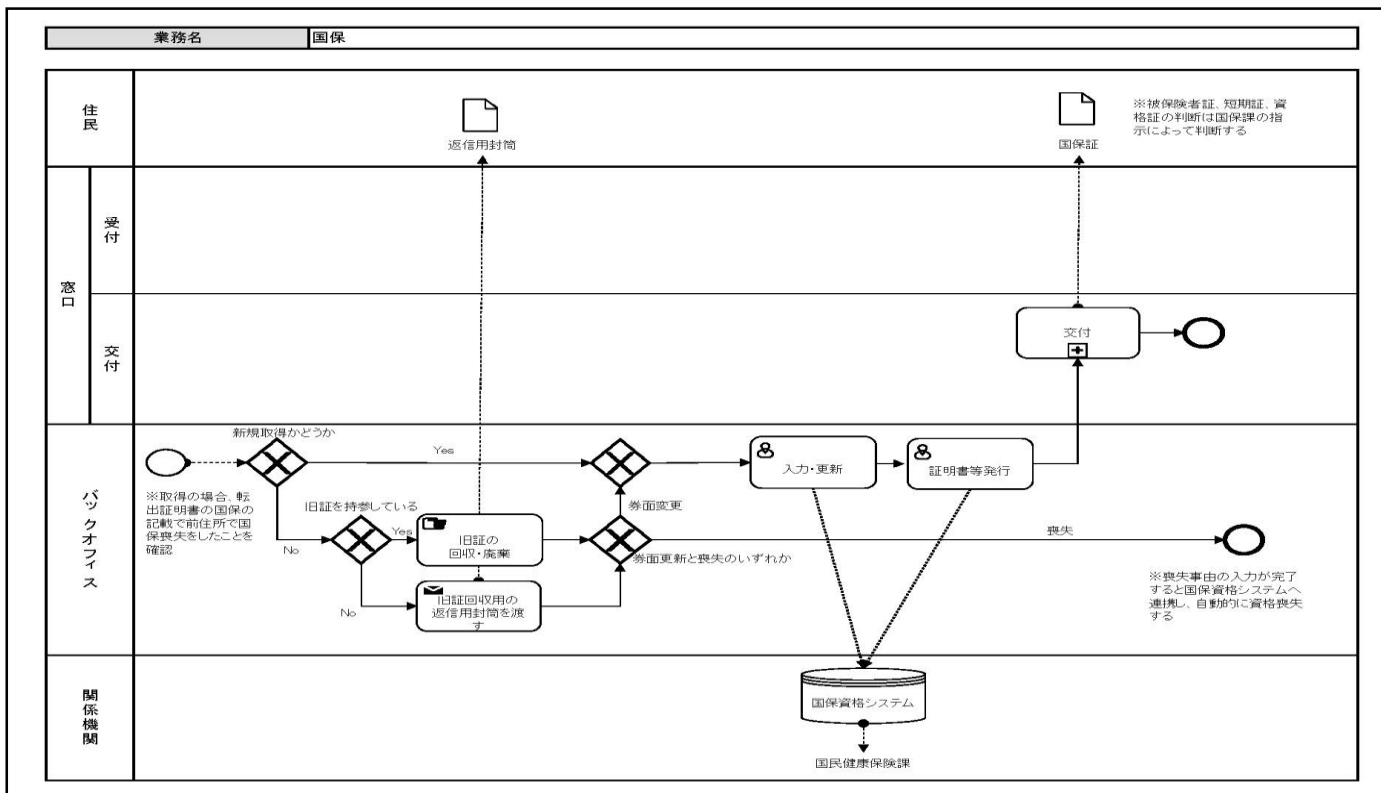 業務名
国保
住民
返信用封筒
国保証
※被保険者証、短期証、資
格証の判断は国保課の指
示によって判断する
窓口
受付
交付
交付
バックオフィス
新規取得かどうか
Yes
※取得の場合、転
出証明書の国保の
記載で前住所で国
保喪失をしたことを
確認
No
旧証を持参している
Yes
No
旧証の
回収・廃棄
旧証回収用の
返信用封筒を渡
す
券面変更
券面更新と喪失のいずれか
入力・更新
証明書等発行
喪失
※喪失事由の入力が完了
すると国保資格システムへ
連携し、自動的に資格喪失
する
関係機関
国保資格システム
国民健康保険課